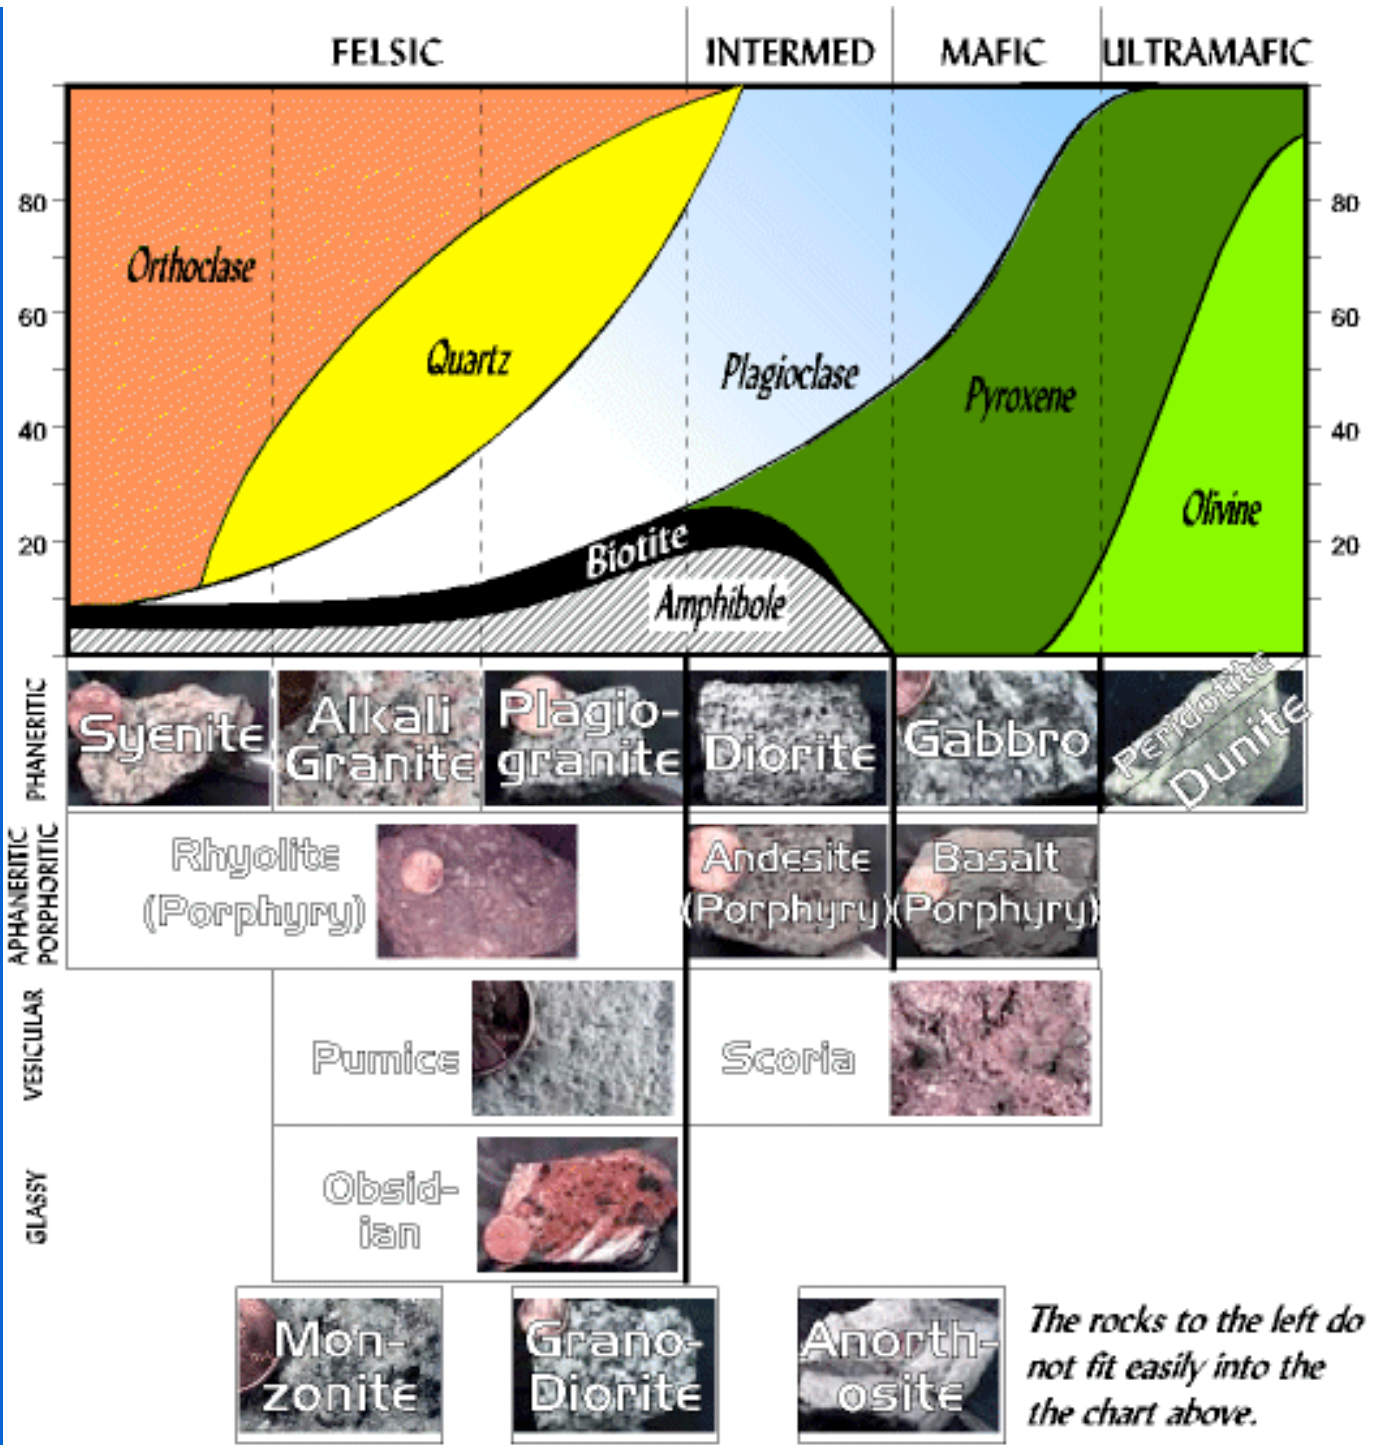 FELSIC INTERMED MAFIC ULTRAMAFIC
80 80
Orthoclase
60 60
Quartz Plagioclase Pyroxene
40 40
Olivine
20 20
Biotite
Amphibole
PHANERITIC
Syenite
Alkali
Granite
Plagio-
granite
Diorite
Gabbro
Peridotite
Dunite
APHANERITIC
PORPHORITIC
Rhyolite
(Porphyry)
Andesite
(Porphyry)
Basalt
(Porphyry)
VESICULAR
Pumice
Scoria
GLASSY
Obsid-
ian
Mon-
zonite
Grano-
Diorite
Anorth-
osite
The rocks to the left do
not fit easily into the
the chart above.